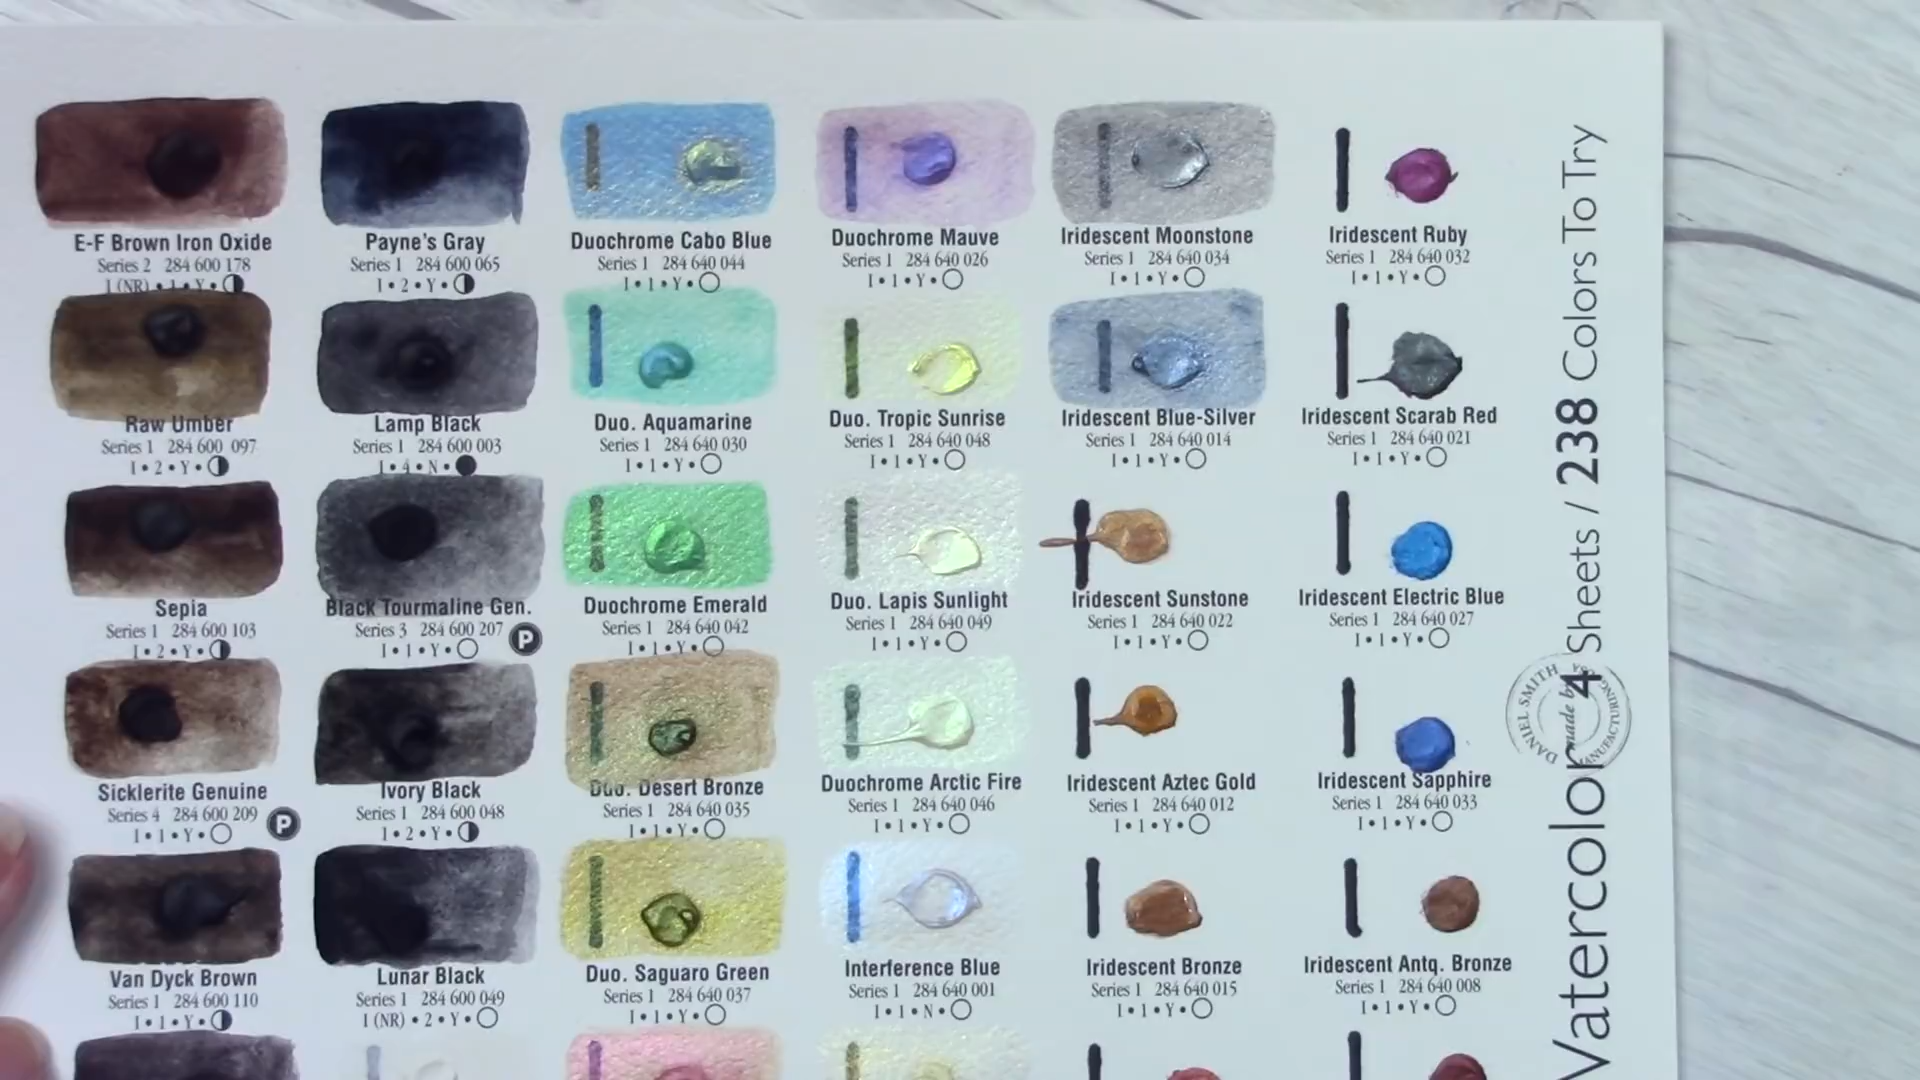 E-F Brown Iron Oxide
Series 2 284 600 178
I (NR) • 1 • Y •
Payne's Gray
Series 1 284 600 065
I • 2 • Y •
Duochrome Cabo Blue
Series 1 284 640 044
I • 1 • Y •
Duochrome Mauve
Series 1 284 640 026
I • 1 • Y •
Iridescent Moonstone
Series 1 284 640 034
I • 1 • Y •
Iridescent Ruby
Series 1 284 640 032
I • 1 • Y •
Raw Umber
Series 1 284 600 097
I • 2 • Y •
Lamp Black
Series 1 284 600 003
I • 4 • N •
Duo. Aquamarine
Series 1 284 640 030
I • 1 • Y •
Duo. Tropic Sunrise
Series 1 284 640 048
I • 1 • Y •
Iridescent Blue-Silver
Series 1 284 640 014
I • 1 • Y •
Iridescent Scarab Red
Series 1 284 640 021
I • 1 • Y •
Sepia
Series 1 284 600 103
I • 2 • Y •
Black Tourmaline Gen.
Series 3 284 600 207
I • 1 • Y •
P
Duochrome Emerald
Series 1 284 640 042
I • 1 • Y •
Duo. Lapis Sunlight
Series 1 284 640 049
I • 1 • Y •
Iridescent Sunstone
Series 1 284 640 022
I • 1 • Y •
Iridescent Electric Blue
Series 1 284 640 027
I • 1 • Y •
Sicklerite Genuine
Series 4 284 600 209
I • 1 • Y •
P
Ivory Black
Series 1 284 600 048
I • 2 • Y •
Duo. Desert Bronze
Series 1 284 640 035
I • 1 • Y •
Duochrome Arctic Fire
Series 1 284 640 046
I • 1 • Y •
Iridescent Aztec Gold
Series 1 284 640 012
I • 1 • Y •
Iridescent Sapphire
Series 1 284 640 033
I • 1 • Y •
Van Dyck Brown
Series 1 284 600 110
I • 1 • Y •
Lunar Black
Series 1 284 600 049
I (NR) • 2 • Y •
Duo. Saguaro Green
Series 1 284 640 037
I • 1 • Y •
Interference Blue
Series 1 284 640 001
I • 1 • N •
Iridescent Bronze
Series 1 284 640 015
I • 1 • Y •
Iridescent Antq. Bronze
Series 1 284 640 008
I • 1 • Y •
Watercolor 4 Sheets / 238 Colors To Try
DANIEL SMITH
made by
MANUFACTURING